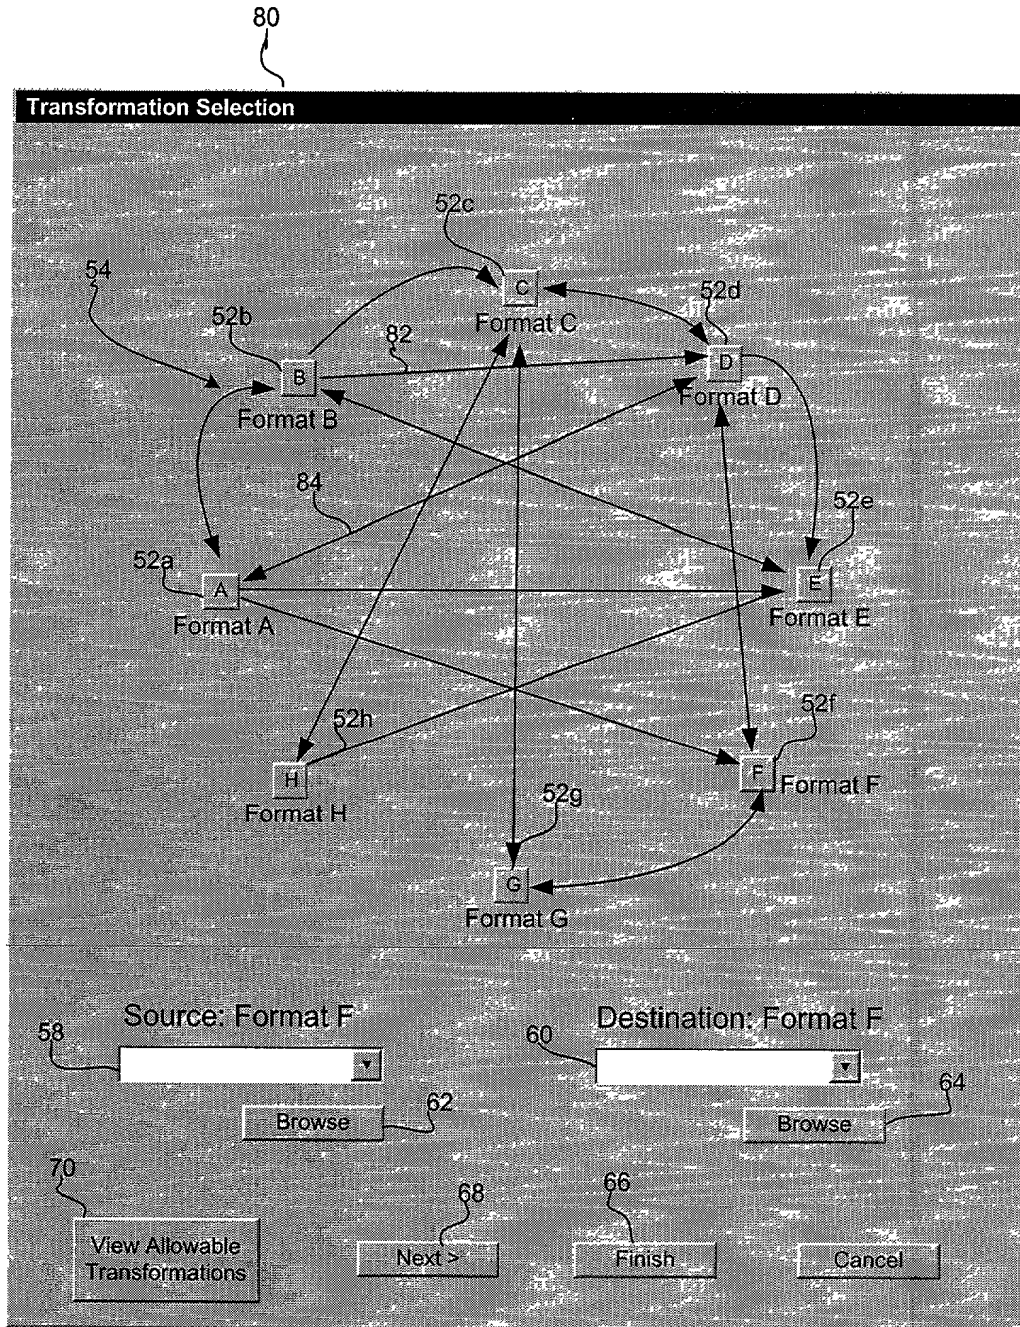 80
Transformation Selection
52c
54
C
52d
52b
Format C
82
D
B
Format D
Format B
84
52e
52a
A
E
Format A
Format E
52h
52f
H
F
Format F
Format H
52g
G
Format G
Source: Format F
Destination: Format F
58
60
62
64
Browse
Browse
70
68
66
View Allowable
Transformations
Next >
Finish
Cancel